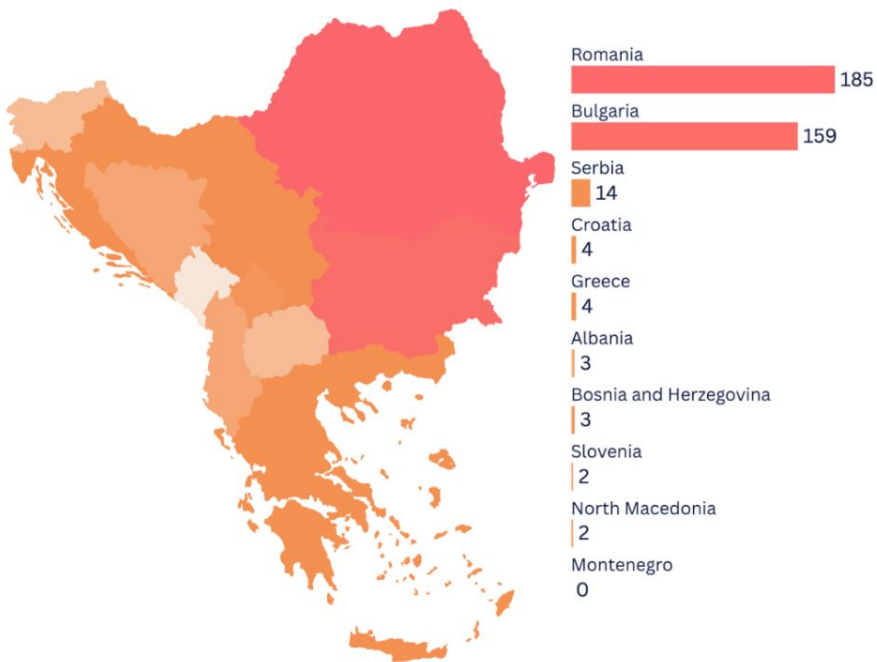 Romania
185
Bulgaria
159
Serbia
14
Croatia
4
Greece
4
Albania
3
Bosnia and Herzegovina
3
Slovenia
2
North Macedonia
2
Montenegro
0